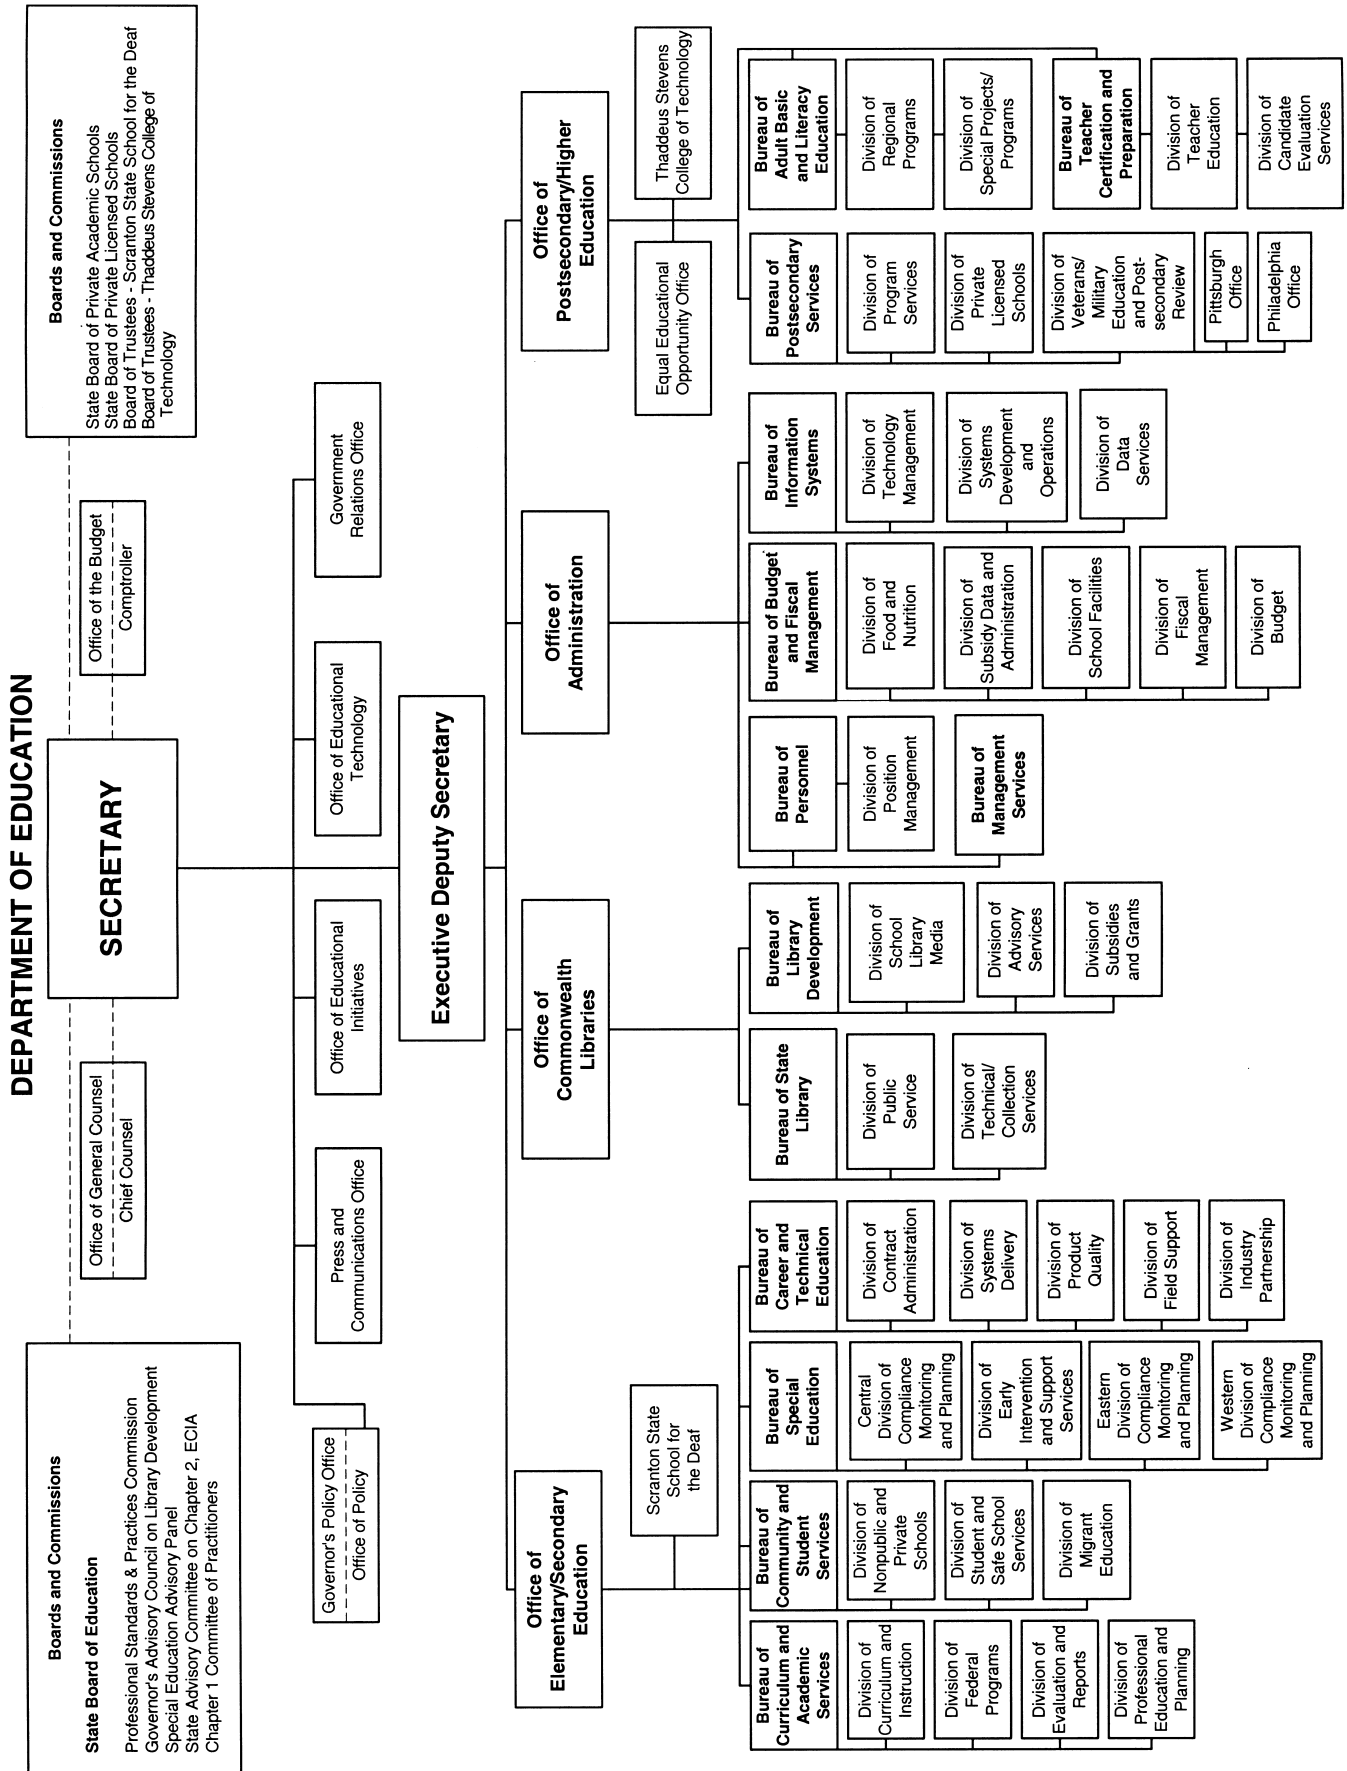 DEPARTMENT OF EDUCATION
Boards and Commissions
State Board of Education
Professional Standards & Practices Commission
Governor's Advisory Council on Library Development
Special Education Advisory Panel
State Advisory Committee on Chapter 2, ECIA
Chapter 1 Committee of Practitioners
Office of General Counsel
Chief Counsel
SECRETARY
Office of the Budget
Comptroller
Boards and Commissions
State Board of Private Academic Schools
State Board of Private Licensed Schools
Board of Trustees - Scranton State School for the Deaf
Board of Trustees - Thaddeus Stevens College of
Technology
Governor's Policy Office
Office of Policy
Press and
Communications Office
Office of Educational
Initiatives
Office of Educational
Technology
Government
Relations Office
Executive Deputy Secretary
Office of
Elementary/Secondary
Education
Office of
Commonwealth
Libraries
Office of
Administration
Office of
Postsecondary/Higher
Education
Scranton State
School for
the Deaf
Equal Educational
Opportunity Office
Thaddeus Stevens
College of Technology
Bureau of
Curriculum and
Academic
Services
Division of
Curriculum and
Instruction
Division of
Federal
Programs
Division of
Evaluation and
Reports
Division of
Professional
Education and
Planning
Bureau of
Community and
Student
Services
Division of
Nonpublic and
Private
Schools
Division of
Student and
Safe School
Services
Division of
Migrant
Education
Bureau of
Special
Education
Central
Division of
Compliance
Monitoring
and Planning
Division of
Early
Intervention
and Support
Services
Eastern
Division of
Compliance
Monitoring
and Planning
Western
Division of
Compliance
Monitoring
and Planning
Bureau of
Career and
Technical
Education
Division of
Contract
Administration
Division of
Systems
Delivery
Division of
Product
Quality
Division of
Field Support
Division of
Industry
Partnership
Bureau of State
Library
Division of
Public
Service
Division of
Technical/
Collection
Services
Bureau of
Library
Development
Division of
School
Library
Media
Division of
Advisory
Services
Division of
Subsidies
and Grants
Bureau of
Personnel
Division of
Position
Management
Bureau of
Management
Services
Bureau of Budget
and Fiscal
Management
Division of
Food and
Nutrition
Division of
Subsidy Data and
Administration
Division of
School Facilities
Division of
Fiscal
Management
Division of
Budget
Bureau of
Information
Systems
Division of
Technology
Management
Division of
Systems
Development
and
Operations
Division of
Data
Services
Bureau of
Postsecondary
Services
Division of
Program
Services
Division of
Private
Licensed
Schools
Division of
Veterans/
Military
Education
and Post-
secondary
Review
Pittsburgh
Office
Philadelphia
Office
Bureau of
Adult Basic
and Literacy
Education
Division of
Regional
Programs
Division of
Special Projects/
Programs
Bureau of
Teacher
Certification and
Preparation
Division of
Teacher
Education
Division of
Candidate
Evaluation
Services